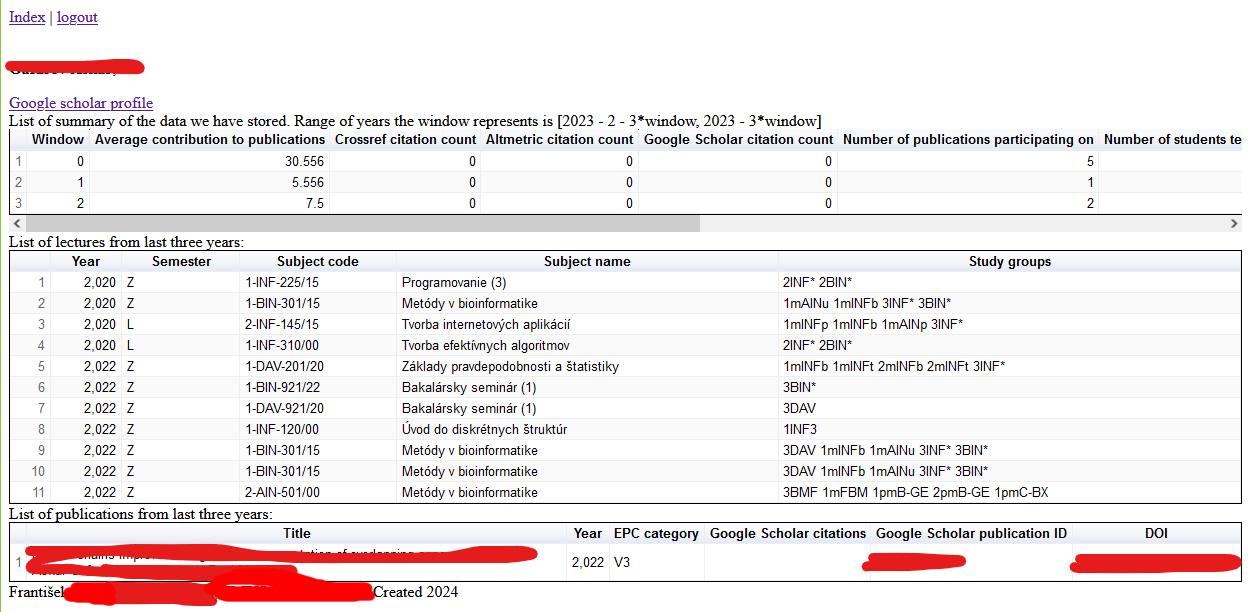 Index | logout
Google scholar profile
List of summary of the data we have stored. Range of years the window represents is [2023 - 2 - 3*window, 2023 - 3*window]
Window Average contribution to publications Crossref citation count Altmetric citation count Google Scholar citation count Number of publications participating on Number of students te
1 0 30.556 0 0 0 5
2 1 5.556 0 0 0 1
3 2 7.5 0 0 0 2
List of lectures from last three years:
Year Semester Subject code Subject name Study groups
1 2,020 Z 1-INF-225/15 Programovanie (3) 2INF* 2BIN*
2 2,020 Z 1-BIN-301/15 Metódy v bioinformatike 1mAINu 1mINFb 3INF* 3BIN*
3 2,020 L 2-INF-145/15 Tvorba internetových aplikácií 1mINFp 1mINFb 1mAINp 3INF*
4 2,020 L 1-INF-310/00 Tvorba efektívnych algoritmov 2INF* 2BIN*
5 2,022 Z 1-DAV-201/20 Základy pravdepodobnosti a štatistiky 1mINFb 1mINFt 2mINFb 2mINFt 3INF*
6 2,022 Z 1-BIN-921/22 Bakalársky seminár (1) 3BIN*
7 2,022 Z 1-DAV-921/20 Bakalársky seminár (1) 3DAV
8 2,022 Z 1-INF-120/00 Úvod do diskrétnych štruktúr 1INF3
9 2,022 Z 1-BIN-301/15 Metódy v bioinformatike 3DAV 1mINFb 1mAINu 3INF* 3BIN*
10 2,022 Z 1-BIN-301/15 Metódy v bioinformatike 3DAV 1mINFb 1mAINu 3INF* 3BIN*
11 2,022 Z 2-AIN-501/00 Metódy v bioinformatike 3BMF 1mFBM 1pmB-GE 2pmB-GE 1pmC-BX
List of publications from last three years:
Title Year EPC category Google Scholar citations Google Scholar publication ID DOI
1 2,022 V3
František Created 2024